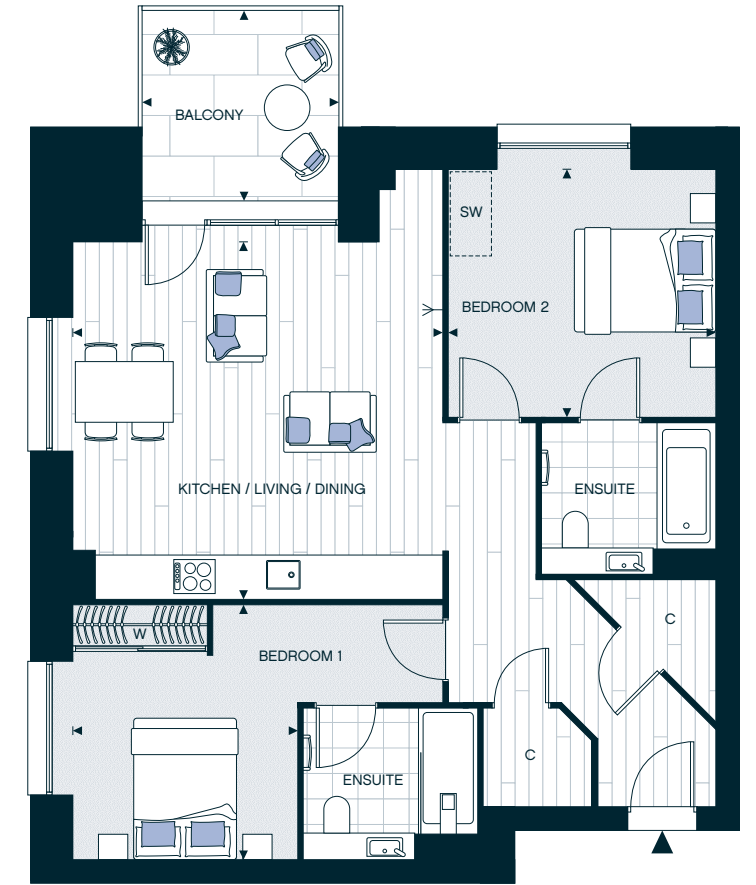 BALCONY
SW
BEDROOM 2
KITCHEN / LIVING / DINING
ENSUITE
C
W
BEDROOM 1
C
ENSUITE